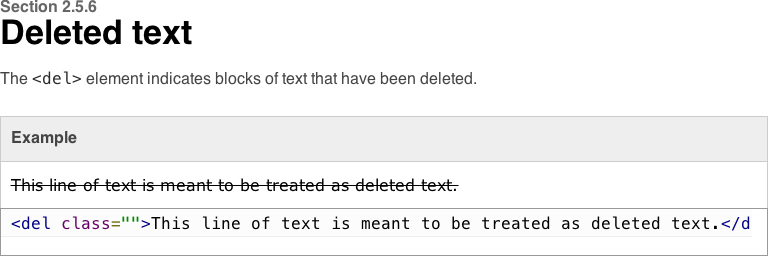 Section 2.5.6
Deleted text
The <del> element indicates blocks of text that have been deleted.
Example
This line of text is meant to be treated as deleted text.
<del class="">This line of text is meant to be treated as deleted text.</d